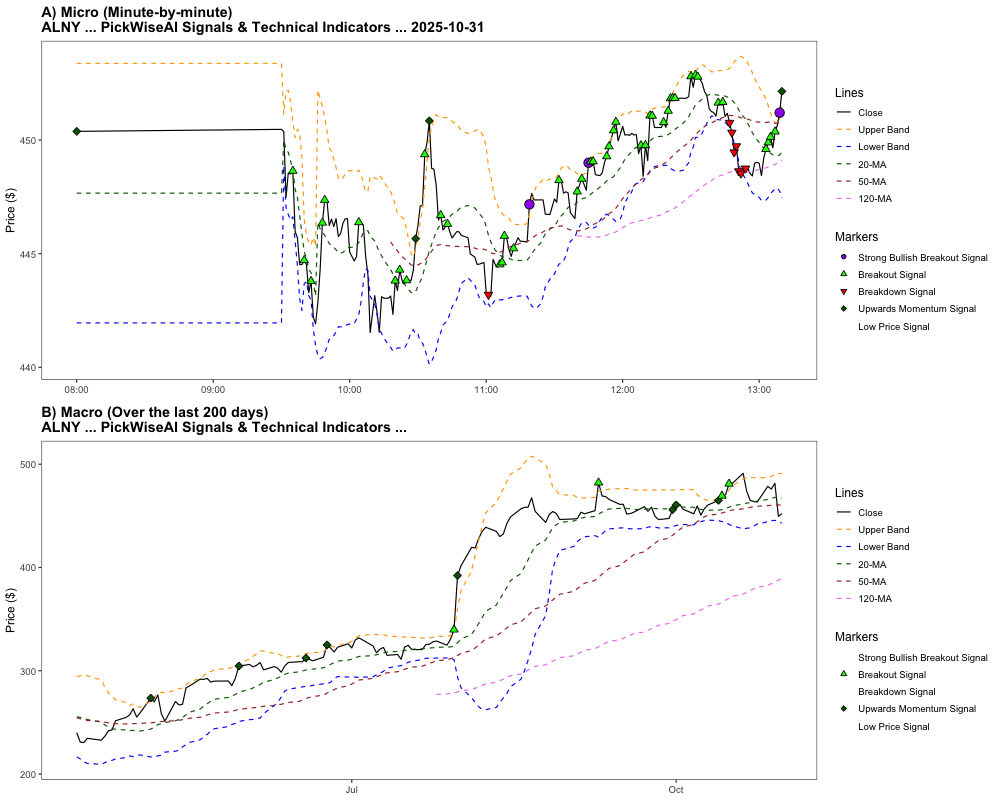 A) Micro (Minute-by-minute)
ALNY ... PickWiseAI Signals & Technical Indicators ... 2025-10-31
Price ($)
450
445
440
08:00 09:00 10:00 11:00 12:00 13:00
Lines
Close
Upper Band
Lower Band
20-MA
50-MA
120-MA
Markers
Strong Bullish Breakout Signal
Breakout Signal
Breakdown Signal
Upwards Momentum Signal
Low Price Signal
B) Macro (Over the last 200 days)
ALNY ... PickWiseAI Signals & Technical Indicators ...
Price ($)
500
400
300
200
Jul Oct
Lines
Close
Upper Band
Lower Band
20-MA
50-MA
120-MA
Markers
Strong Bullish Breakout Signal
Breakout Signal
Breakdown Signal
Upwards Momentum Signal
Low Price Signal